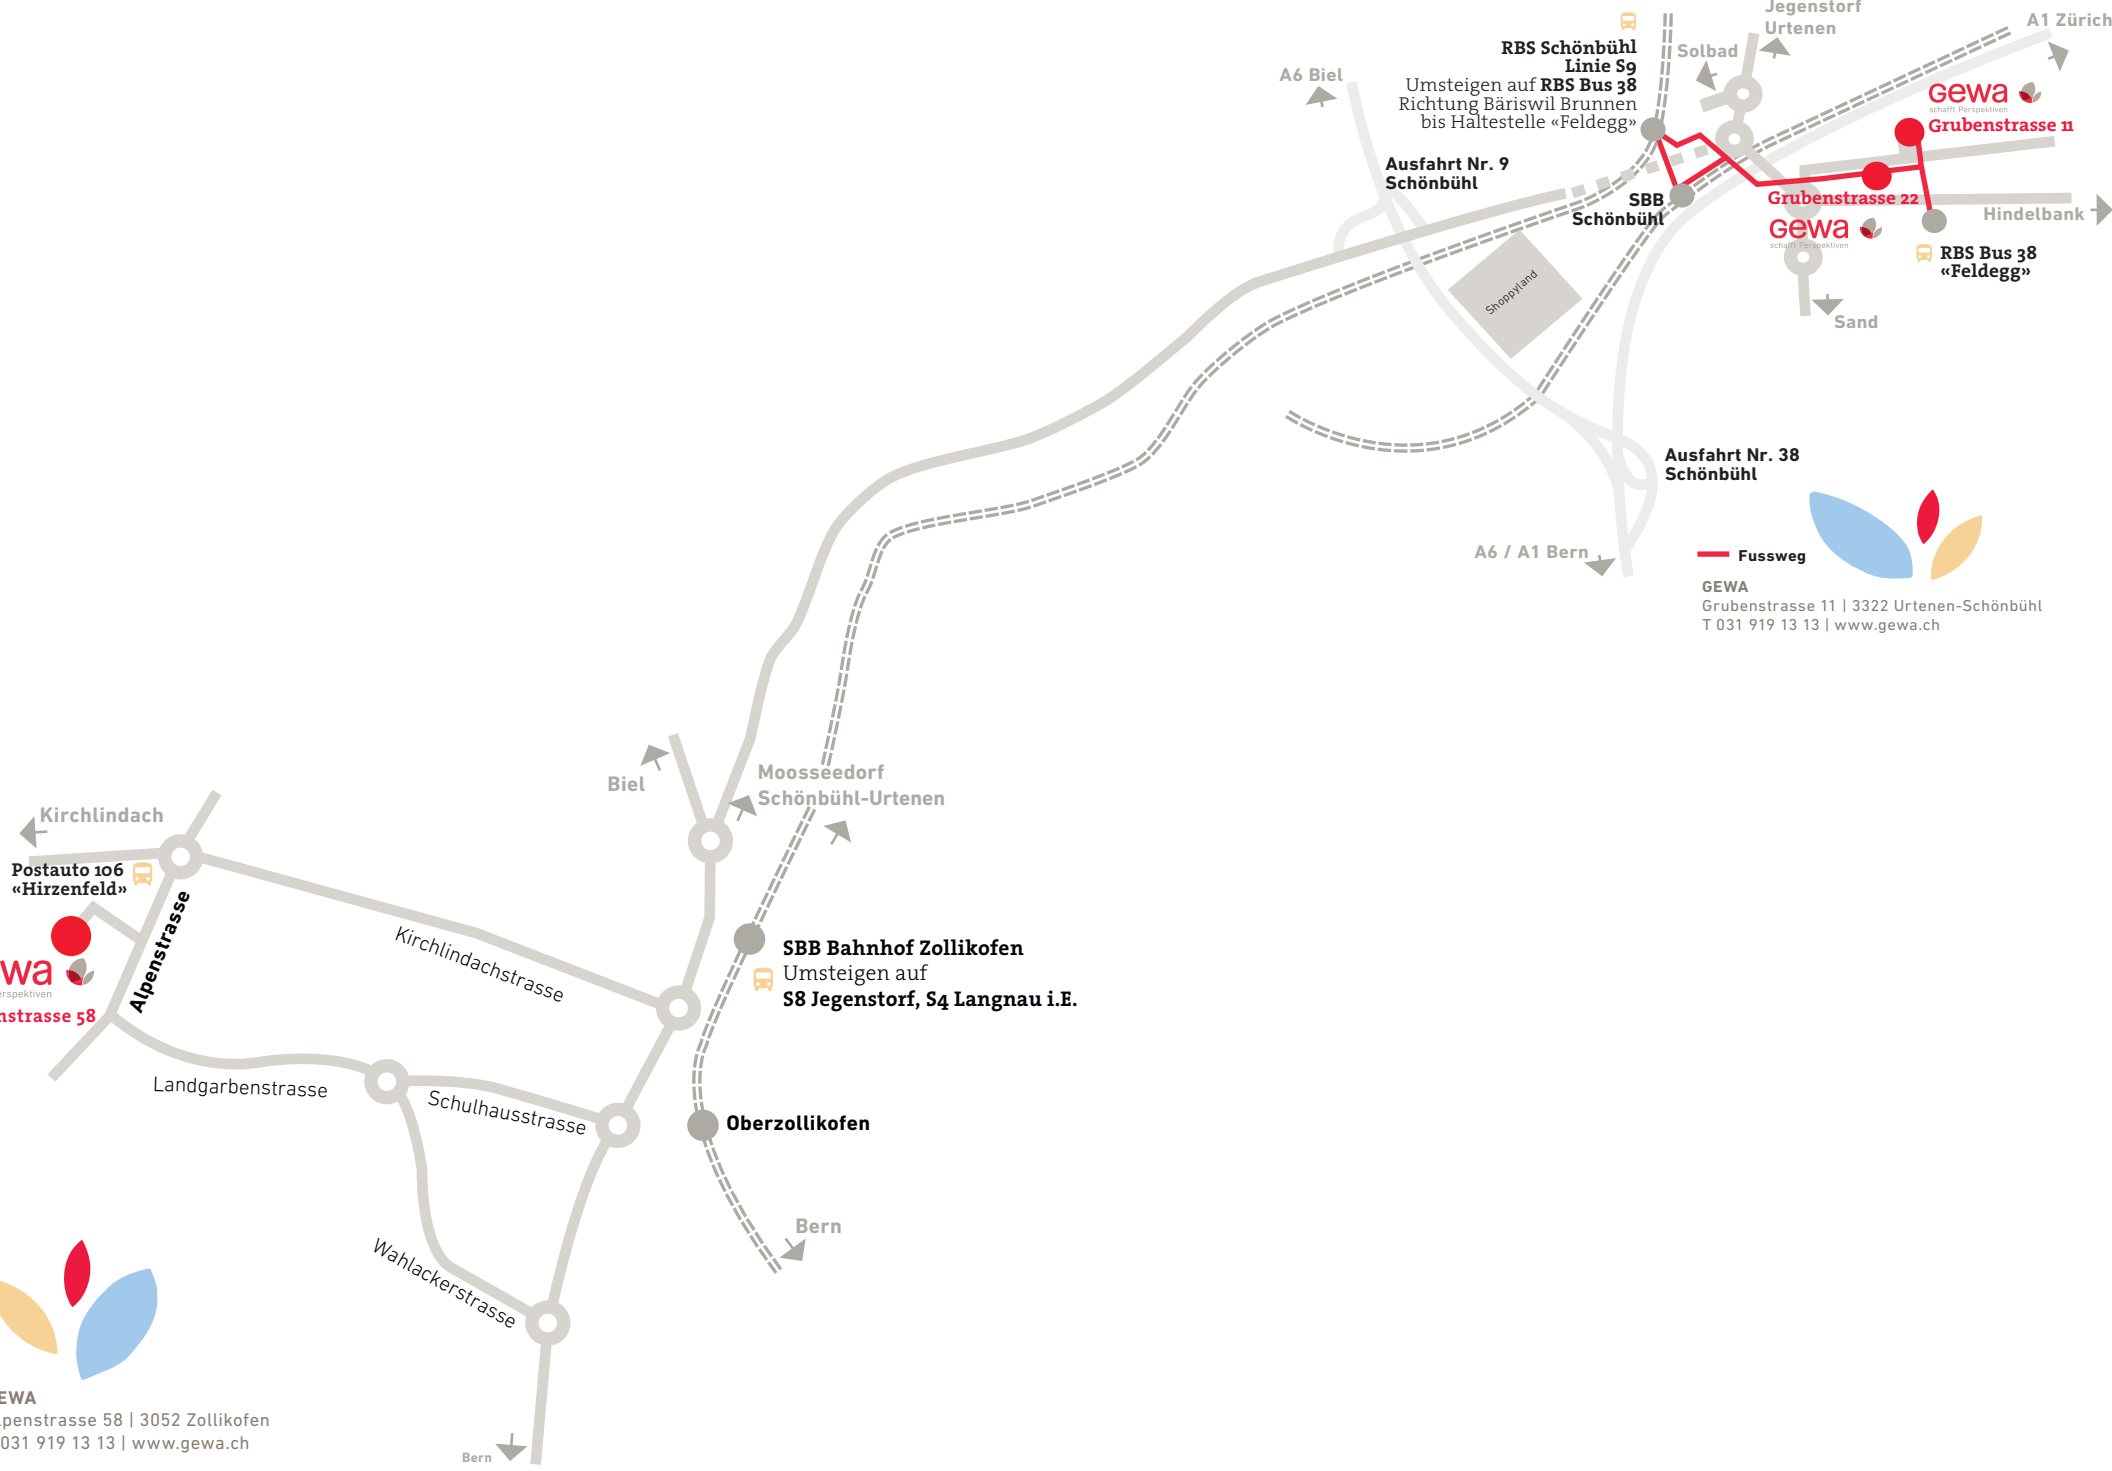 Jegenstorf
Urtenen
A1 Zürich
Solbad
A6 Biel
RBS Schönbühl
Linie S9
Umsteigen auf RBS Bus 38
Richtung Bäriswil Brunnen
bis Haltestelle «Feldegg»
Gewa
schafft Perspektiven
Grubenstrasse 11
Ausfahrt Nr. 9
Schönbühl
SBB
Schönbühl
Grubenstrasse 22
Gewa
schafft Perspektiven
Hindelbank
RBS Bus 38
«Feldegg»
Sand
Shoppyland
Ausfahrt Nr. 38
Schönbühl
A6 / A1 Bern
Fussweg
GEWA
Grubenstrasse 11 | 3322 Urtenen-Schönbühl
T 031 919 13 13 | www.gewa.ch
Biel
Moosseedorf
Schönbühl-Urtenen
Kirchlindach
Postauto 106
«Hirzenfeld»
Alpenstrasse
wa
erspektiven
nstrasse 58
Kirchlindachstrasse
SBB Bahnhof Zollikofen
Umsteigen auf
S8 Jegenstorf, S4 Langnau i.E.
Landgarbenstrasse
Schulhausstrasse
Oberzollikofen
Bern
Wahlackerstrasse
EWA
lpenstrasse 58 | 3052 Zollikofen
031 919 13 13 | www.gewa.ch
Bern